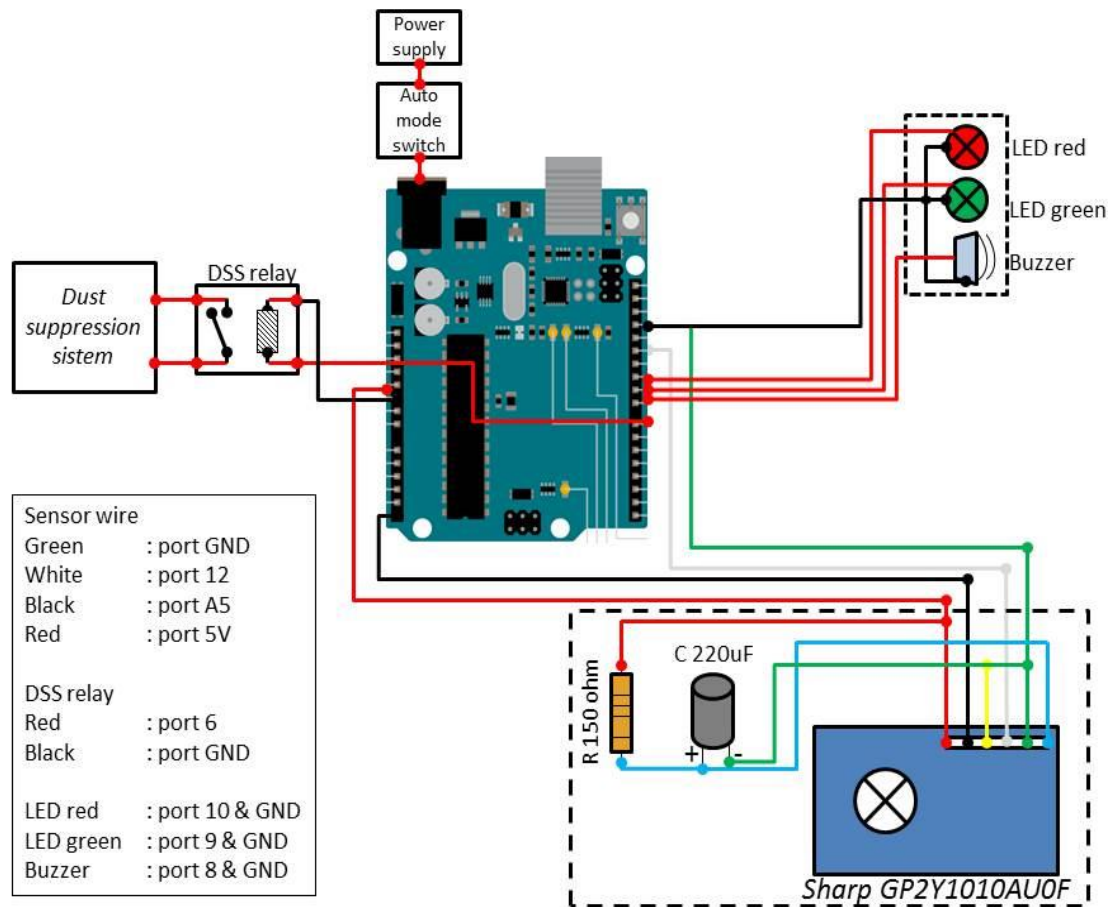 Power
supply
Auto
mode
switch
LED red
LED green
Buzzer
DSS relay
Dust
suppression
sistem
Sensor wire
Green : port GND
White : port 12
Black : port A5
Red : port 5V
DSS relay
Red : port 6
Black : port GND
LED red : port 10 & GND
LED green : port 9 & GND
Buzzer : port 8 & GND
C 220uF
R 150 ohm
+ -
Sharp GP2Y1010AU0F